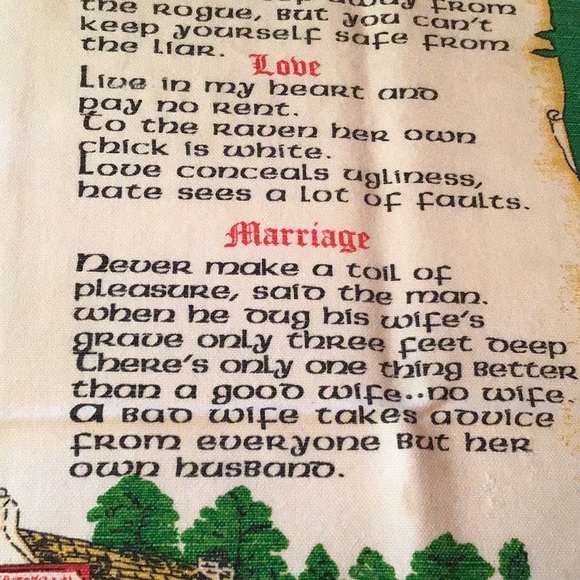 from
the rogue, but you can't
keep yourself safe from
the liar.
Love
Live in my heart and
pay no rent.
To the raven her own
chick is white.
Love conceals ugliness,
hate sees a lot of faults.
Marriage
Never make a toil of
pleasure, said the man.
when he dug his wife's
grave only three feet deep
There's only one thing better
than a good wife..no wife.
A bad wife takes advice
from everyone but her
own husband.